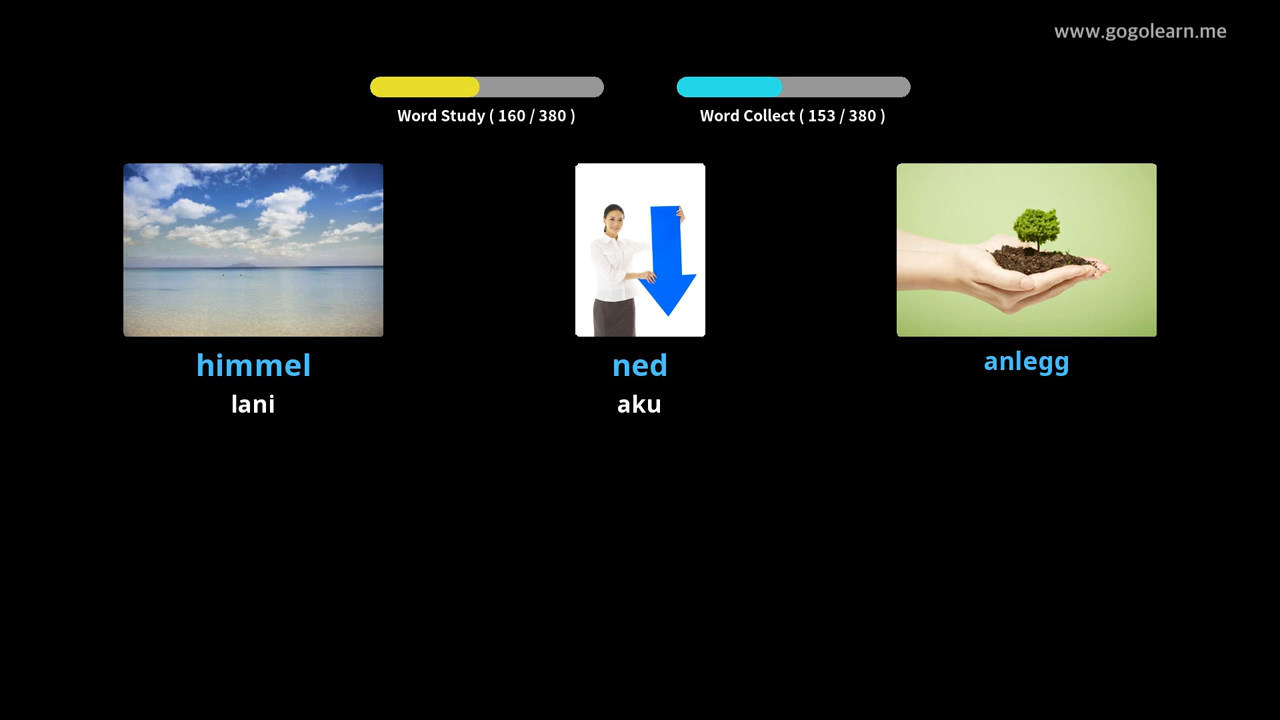 www.gogolearn.me
Word Study ( 160 / 380 )
Word Collect ( 153 / 380 )
himmel
lani
ned
aku
anlegg